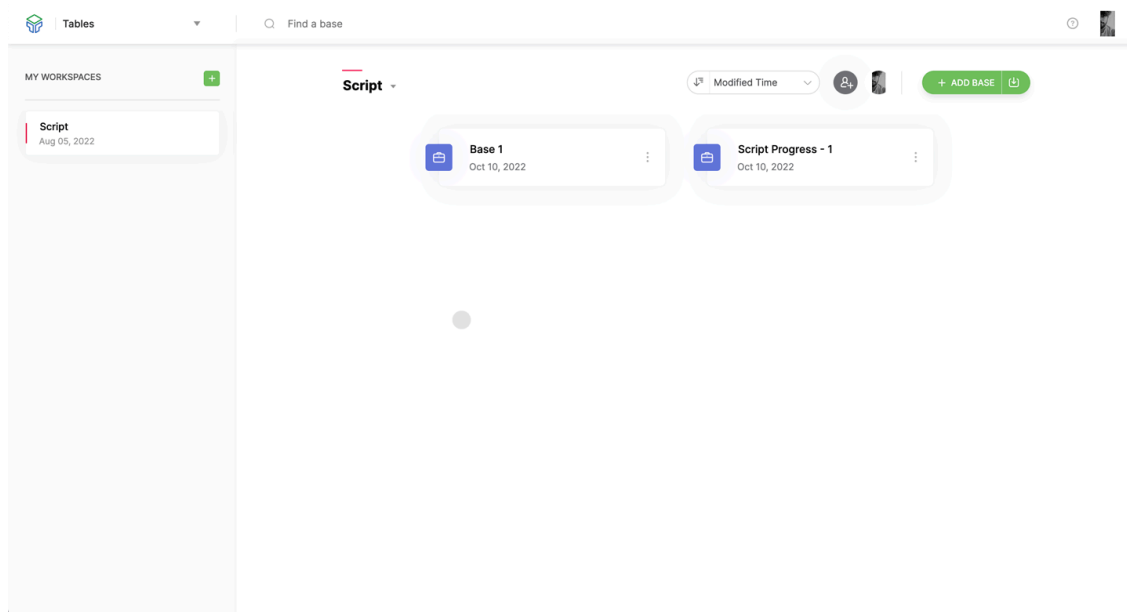 Tables
Find a base
MY WORKSPACES
Script
Aug 05, 2022
Script
Modified Time
+ ADD BASE
Base 1
Oct 10, 2022
Script Progress - 1
Oct 10, 2022